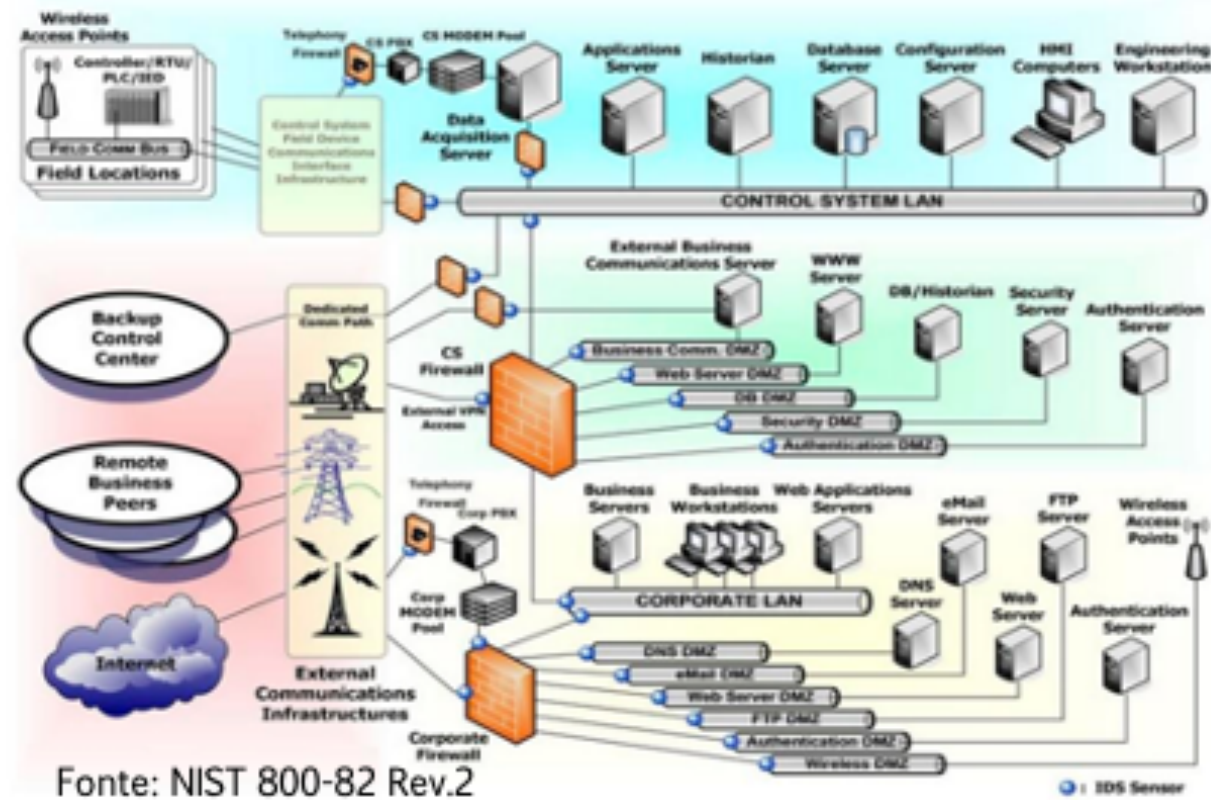 Wireless
Access Points
Controller/RTU/
PLC/IED
FIELD COMM BUS
Field Locations
Telephony
Firewall
CS PBX
CS MODEM Pool
Control System
Field Device
Communications
Interface
Infrastructure
Data
Acquisition
Server
Applications
Server
Historian
Database
Server
Configuration
Server
HMI
Computers
Engineering
Workstation
CONTROL SYSTEM LAN
Backup
Control
Center
Dedicated
Comm Path
External Business
Communications Server
WWW
Server
DB/Historian
Security
Server
Authentication
Server
CS
Firewall
External VPN
Access
Business Comm. DMZ
Web Server DMZ
DB DMZ
Security DMZ
Authentication DMZ
Remote
Business
Peers
Internet
External
Communications
Infrastructures
Telephony
Firewall
Corp PBX
Corp
MODEM
Pool
Business
Servers
Business
Workstations
Web Applications
Servers
eMail
Server
FTP
Server
Wireless
Access
Points
CORPORATE LAN
DNS
Server
Web
Server
Authentication
Server
DNS DMZ
eMail DMZ
Web Server DMZ
FTP DMZ
Authentication DMZ
Wireless DMZ
Corporate
Firewall
Fonte: NIST 800-82 Rev.2
: IDS Sensor